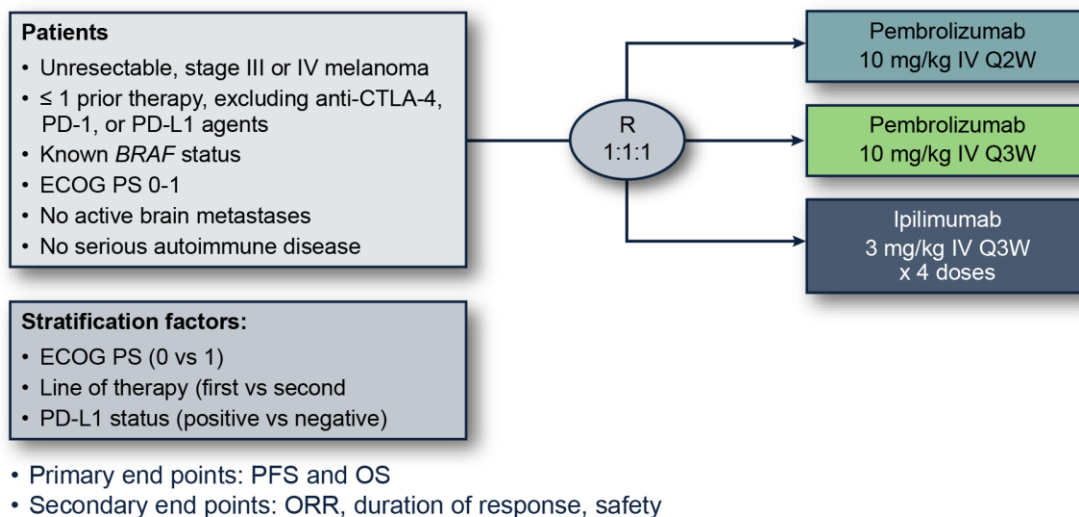 Patients
• Unresectable, stage III or IV melanoma
• ≤ 1 prior therapy, excluding anti-CTLA-4,
PD-1, or PD-L1 agents
• Known BRAF status
• ECOG PS 0-1
• No active brain metastases
• No serious autoimmune disease
R
1:1:1
Pembrolizumab
10 mg/kg IV Q2W
Pembrolizumab
10 mg/kg IV Q3W
Ipilimumab
3 mg/kg IV Q3W
x 4 doses
Stratification factors:
• ECOG PS (0 vs 1)
• Line of therapy (first vs second
• PD-L1 status (positive vs negative)
• Primary end points: PFS and OS
• Secondary end points: ORR, duration of response, safety